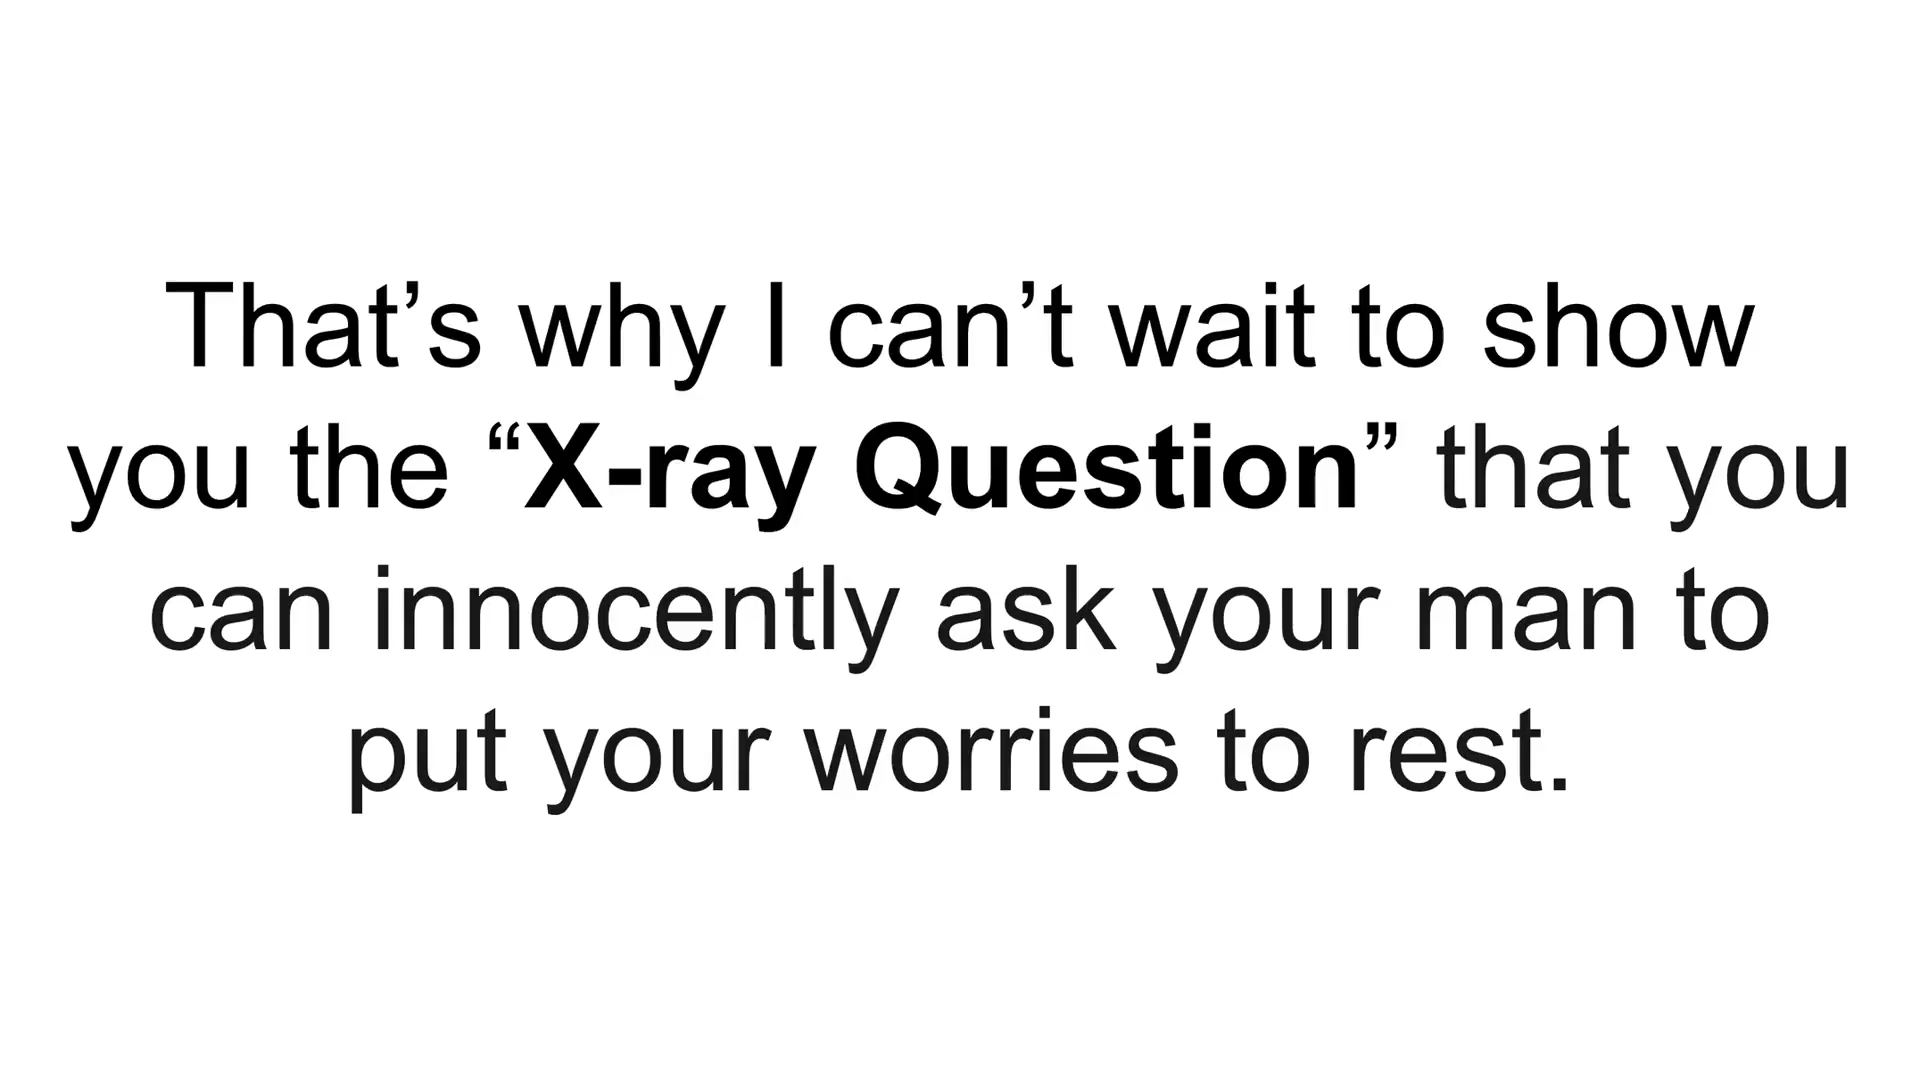 That’s why I can’t wait to show
you the “X-ray Question” that you
can innocently ask your man to
put your worries to rest.